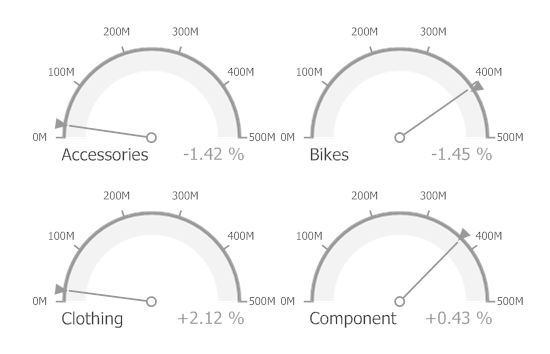 200M 300M
100M 400M
0M 500M
Accessories -1.42 %
200M 300M
100M 400M
0M 500M
Bikes -1.45 %
200M 300M
100M 400M
0M 500M
Clothing +2.12 %
200M 300M
100M 400M
0M 500M
Component +0.43 %